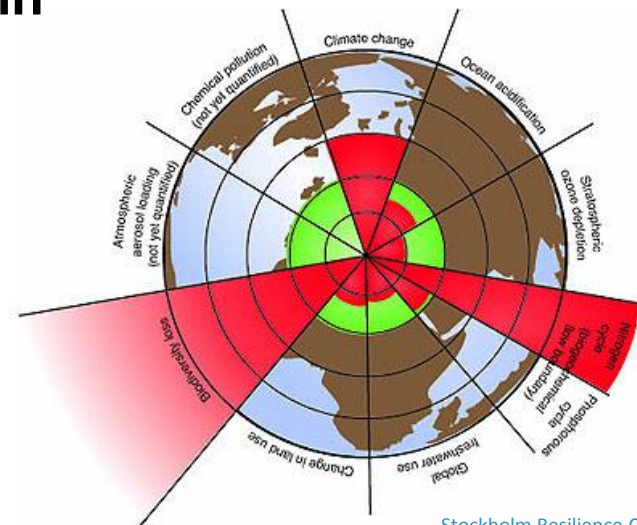 in
Climate change
Ocean acidification
Stratospheric
ozone depletion
Nitrogen
cycle
(biogeochemical
flow boundary)
Phosphorous
cycle
Global
freshwater use
Change in land use
Biodiversity loss
Atmospheric
aerosol loading
(not yet quantified)
Chemical pollution
(not yet quantified)
Stockholm Resilience